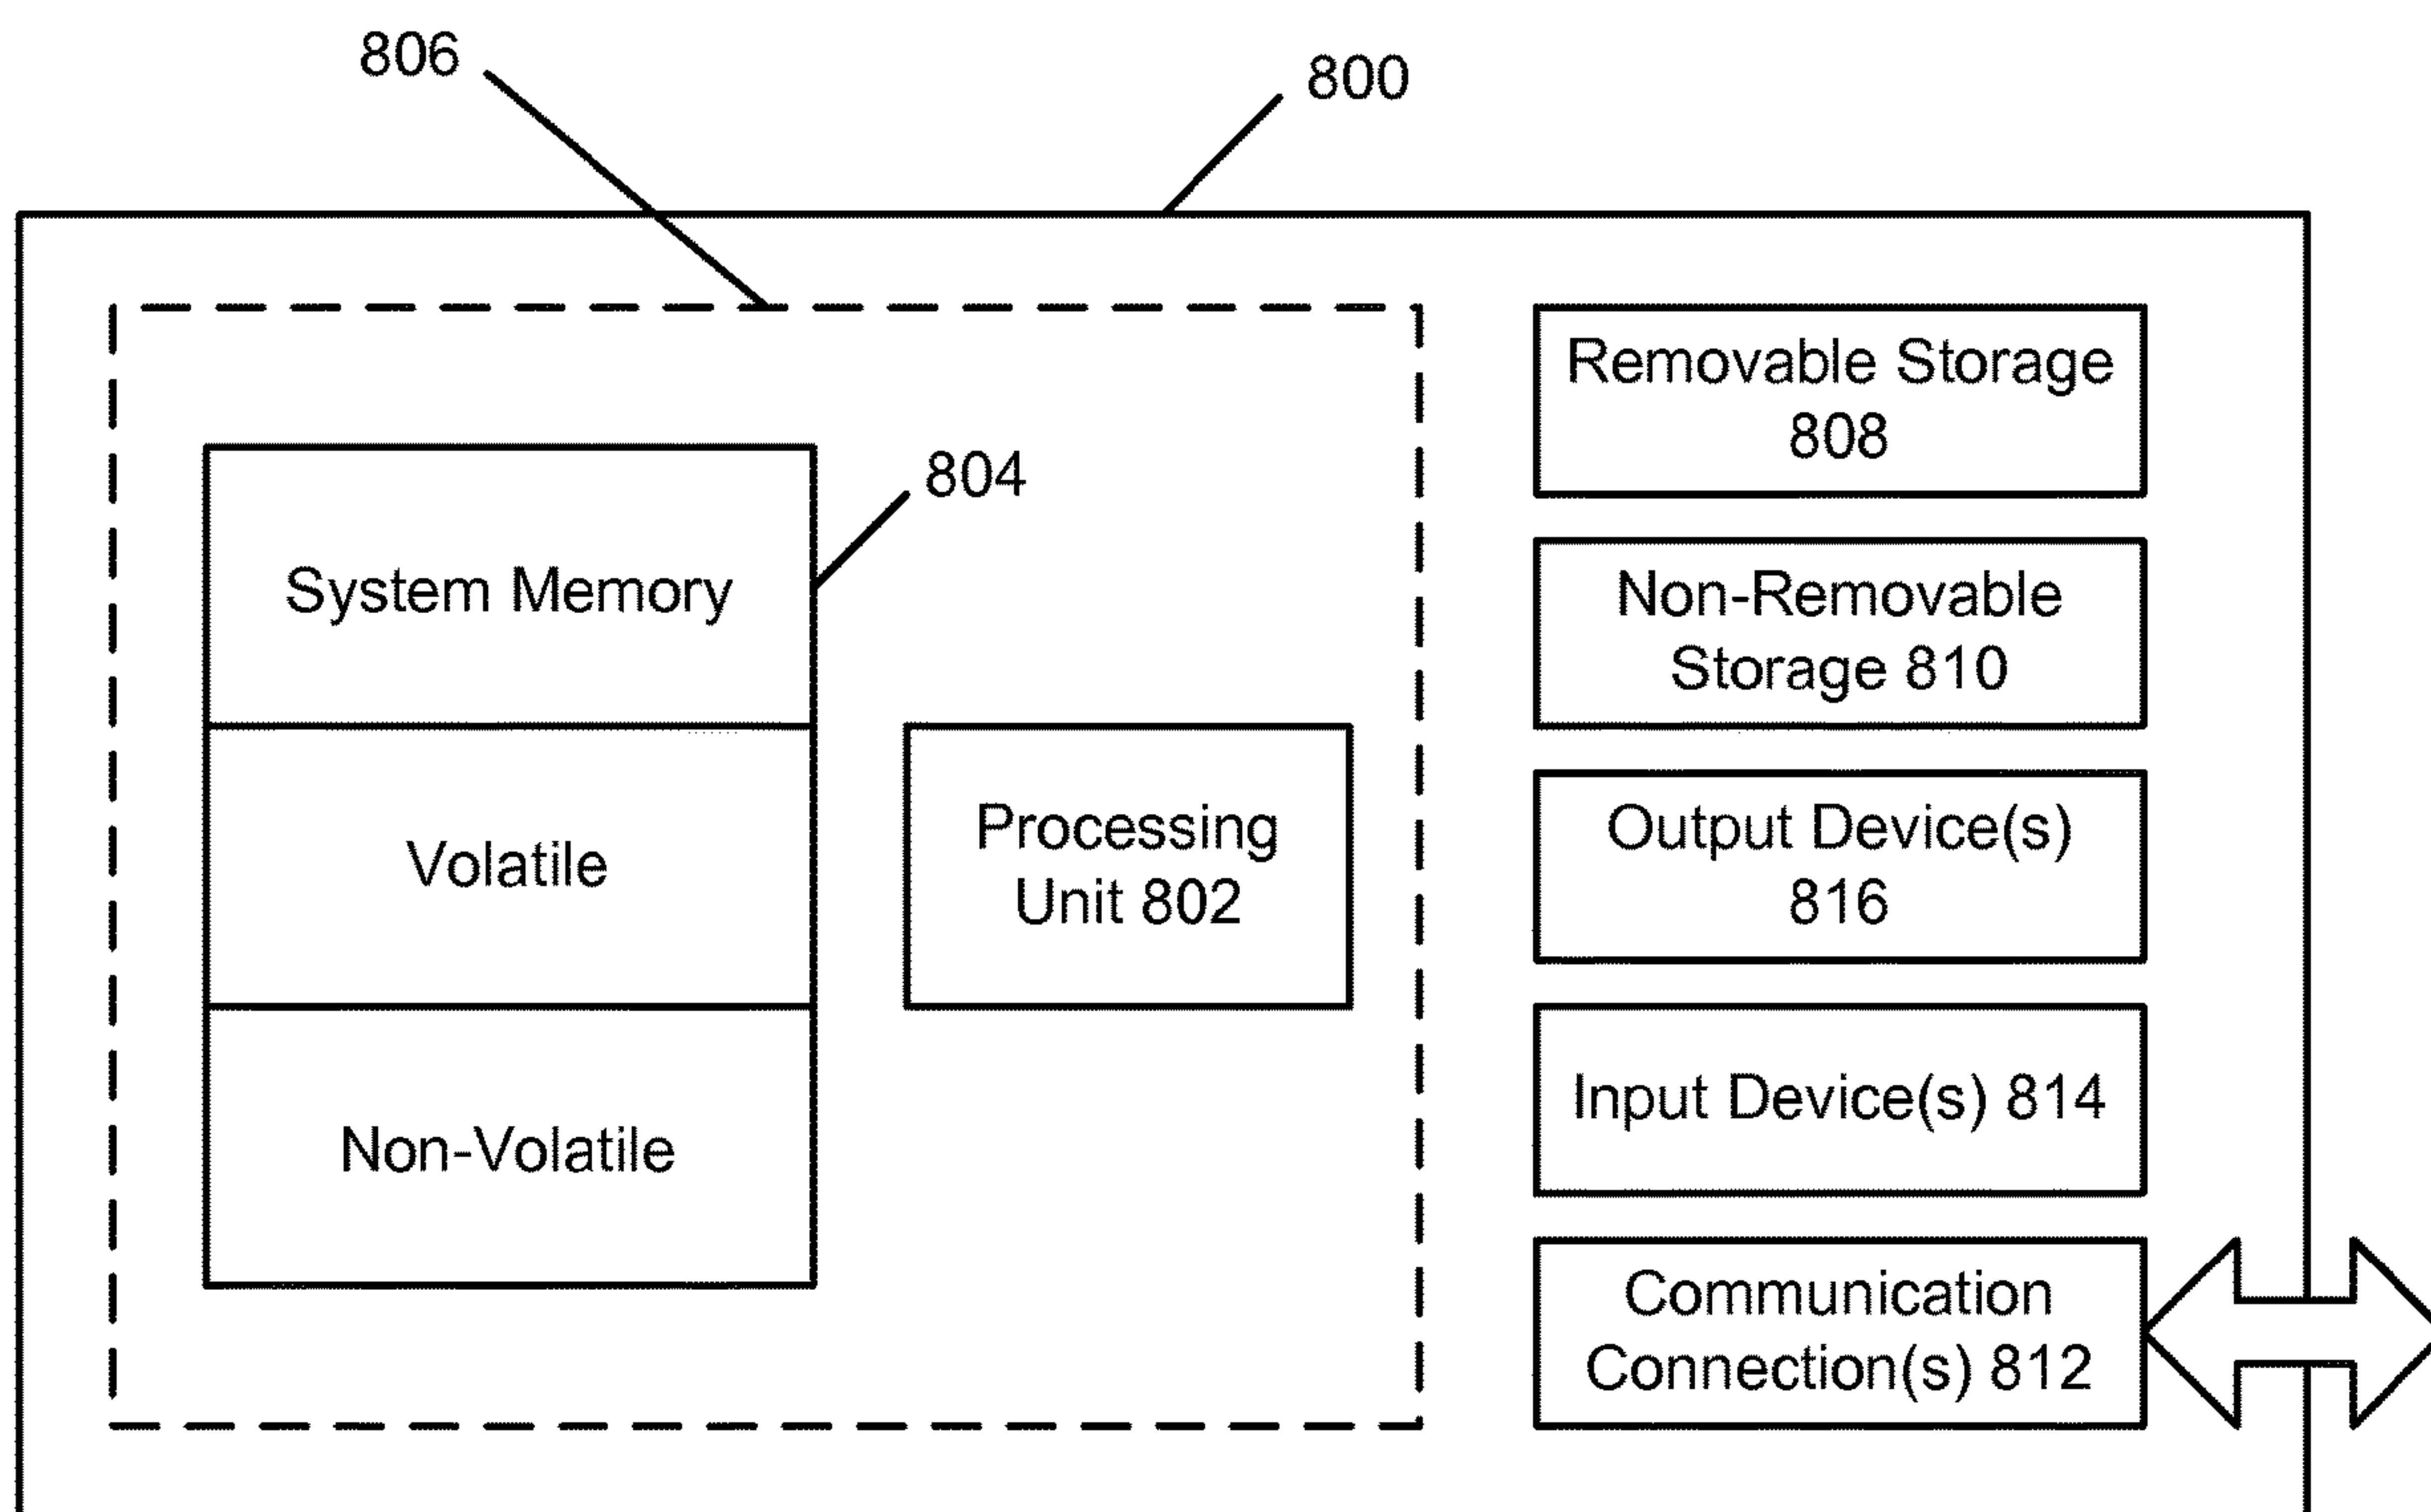 806
800
804
System Memory
Volatile
Non-Volatile
Processing
Unit 802
Removable Storage
808
Non-Removable
Storage 810
Output Device(s)
816
Input Device(s) 814
Communication
Connection(s) 812